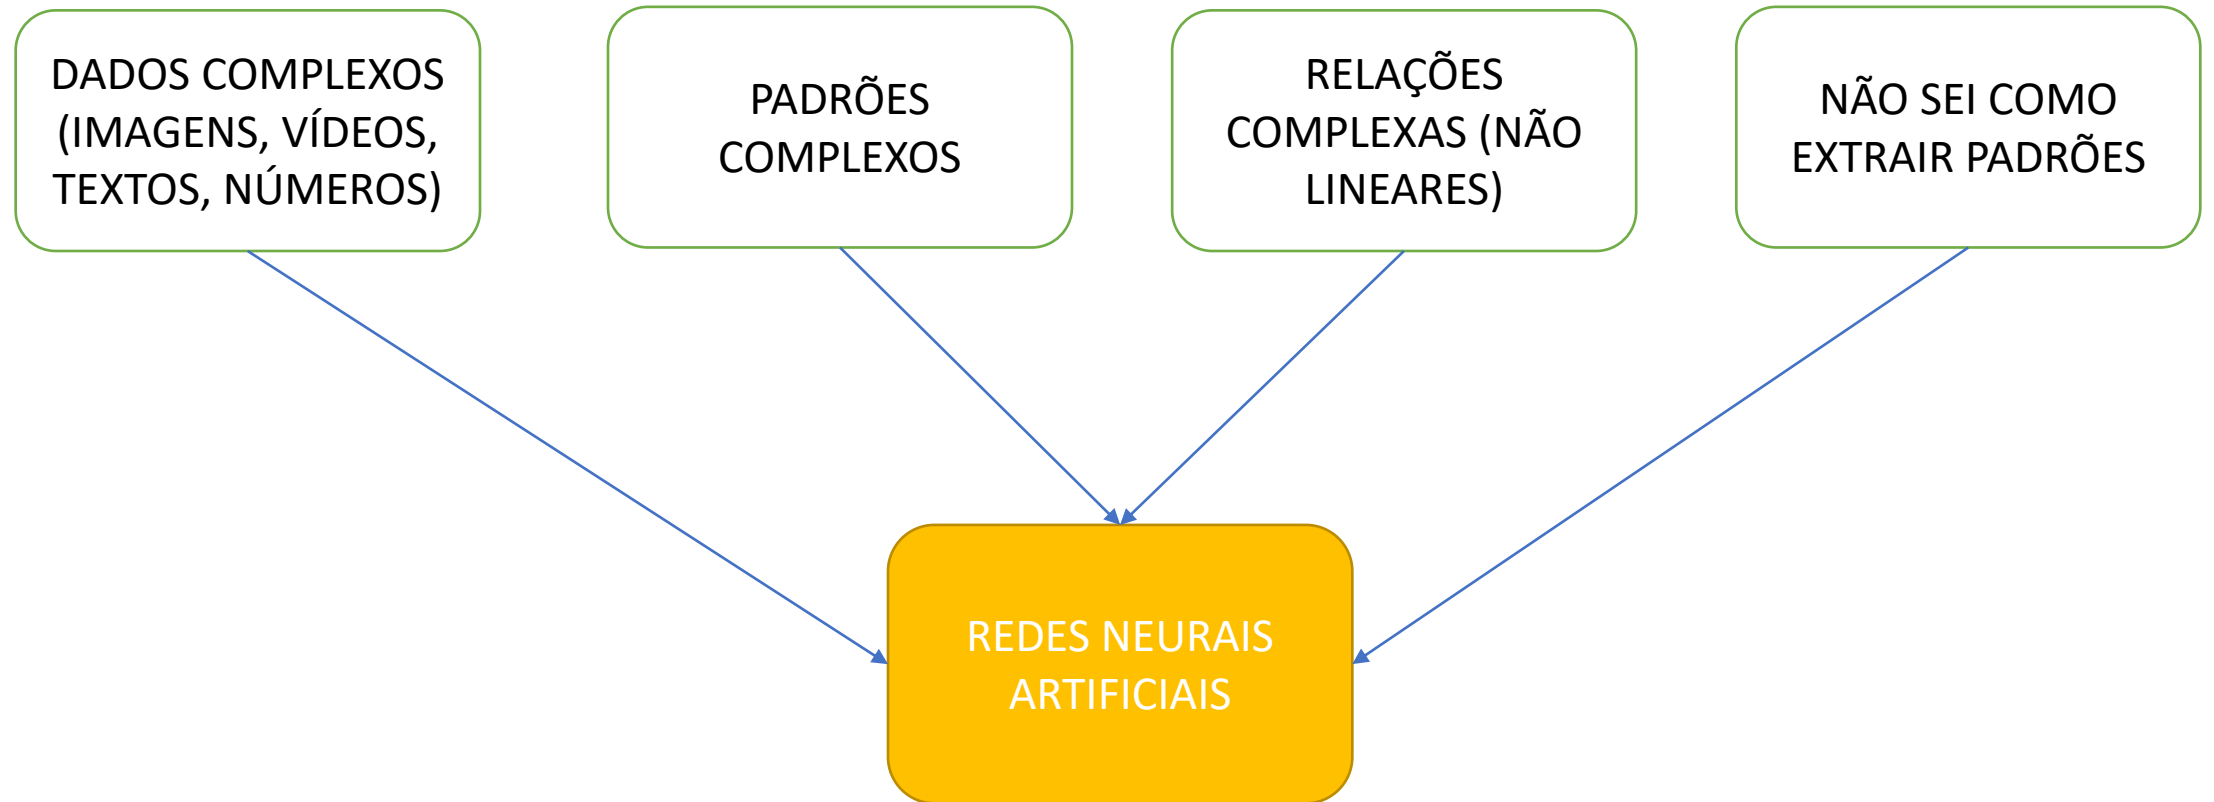 DADOS COMPLEXOS
(IMAGENS, VÍDEOS,
TEXTOS, NÚMEROS)
PADRÕES
COMPLEXOS
RELAÇÕES
COMPLEXAS (NÃO
LINEARES)
NÃO SEI COMO
EXTRAIR PADRÕES
REDES NEURAIS
ARTIFICIAIS